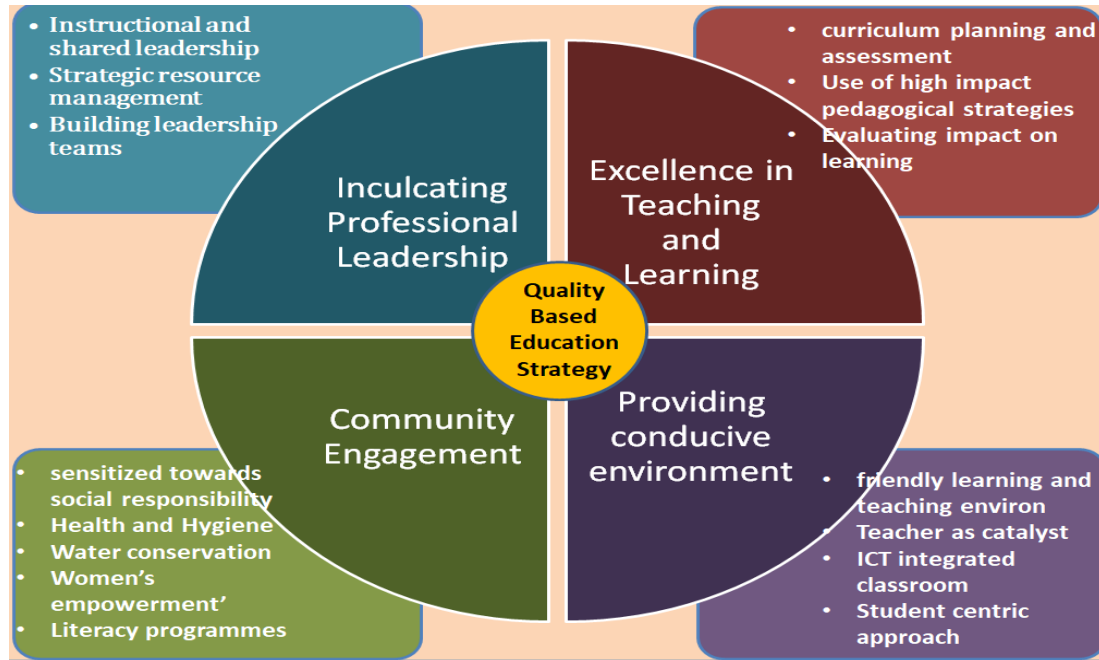 • Instructional and
shared leadership
• Strategic resource
management
• Building leadership
teams
• curriculum planning and
assessment
• Use of high impact
pedagogical strategies
• Evaluating impact on
learning
Inculcating
Professional
Leadership
Excellence in
Teaching
and
Learning
Quality
Based
Education
Strategy
Community
Engagement
Providing
conducive
environment
• sensitized towards
social responsibility
• Health and Hygiene
• Water conservation
• Women’s
empowerment’
• Literacy programmes
• friendly learning and
teaching environ
• Teacher as catalyst
• ICT integrated
classroom
• Student centric
approach